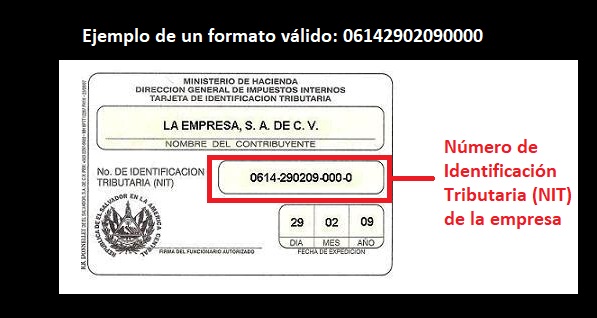 Ejemplo de un formato válido: 06142902090000
MINISTERIO DE HACIENDA
DIRECCION GENERAL DE IMPUESTOS INTERNOS
TARJETA DE IDENTIFICACION TRIBUTARIA
LA EMPRESA, S. A. DE C. V.
NOMBRE DEL CONTRIBUYENTE
No. DE IDENTIFICACION
TRIBUTARIA (NIT)
0614-290209-000-0
Número de
Identificación
Tributaria (NIT)
de la empresa
REPUBLICA DE EL SALVADOR EN LA AMERICA CENTRAL
29 02 09
DIA MES AÑO
FIRMA DEL FUNCIONARIO AUTORIZADO
FECHA DE EXPEDICION